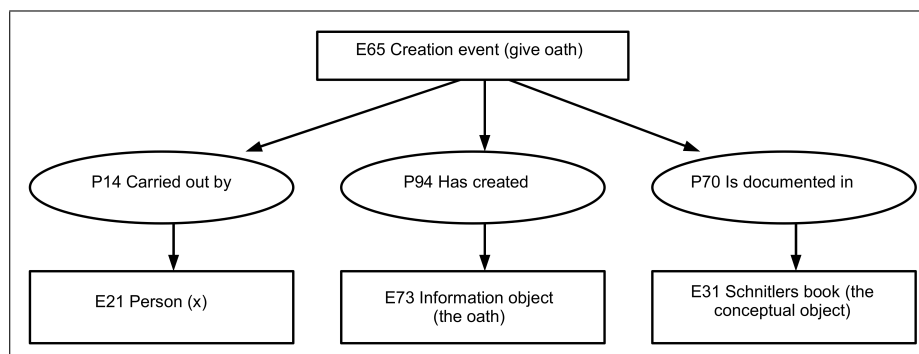 E65 Creation event (give oath)
P14 Carried out by
P94 Has created
P70 Is documented in
E21 Person (x)
E73 Information object
(the oath)
E31 Schnitlers book (the
conceptual object)